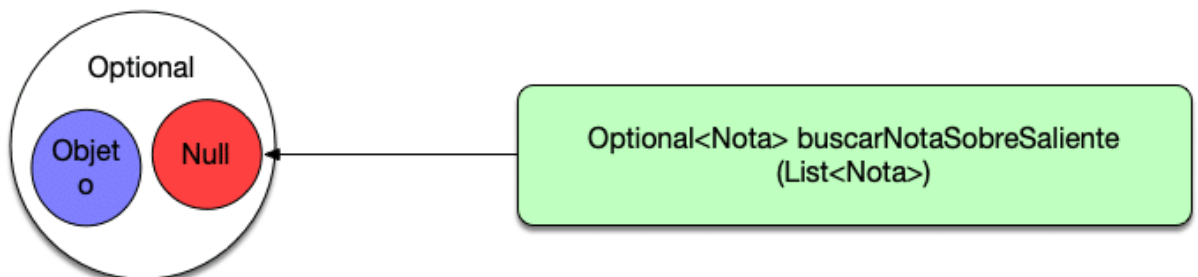 Optional
Objet
o
Null
Optional<Nota> buscarNotaSobreSaliente
(List<Nota>)